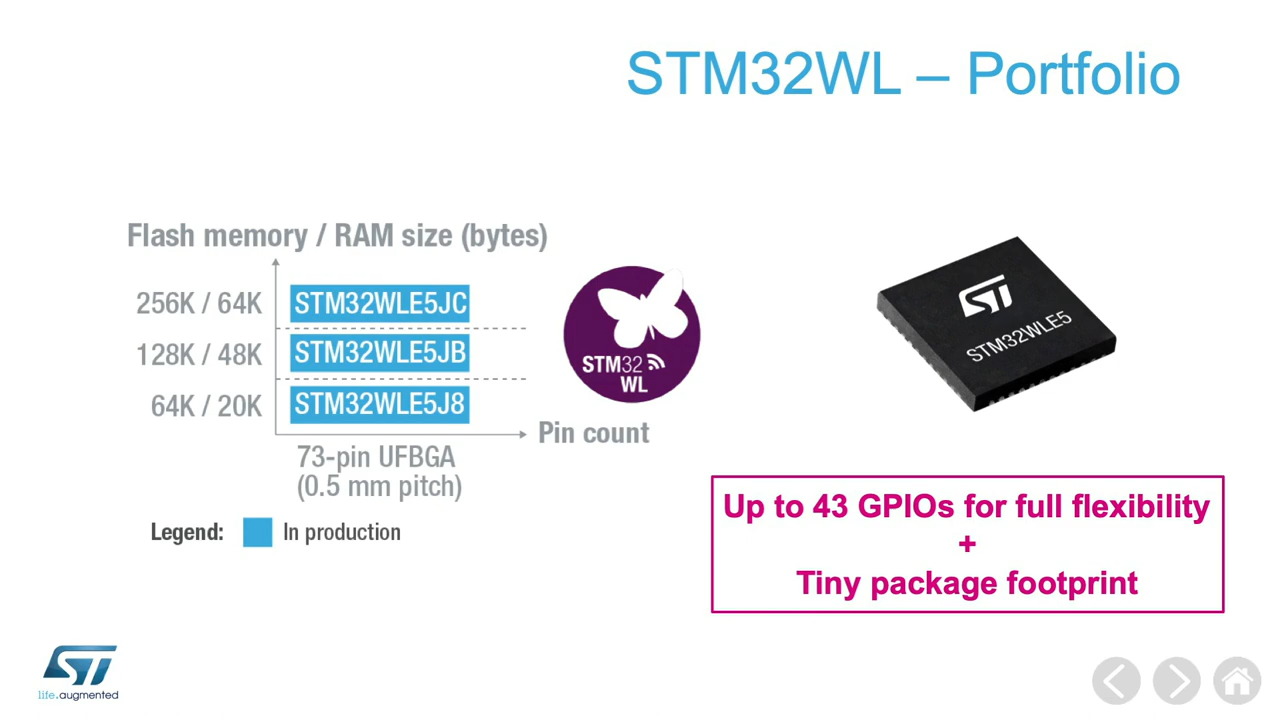 STM32WL – Portfolio
Flash memory / RAM size (bytes)
256K / 64K
STM32WLE5JC
128K / 48K
STM32WLE5JB
64K / 20K
STM32WLE5J8
Pin count
73-pin UFBGA
(0.5 mm pitch)
Legend:
In production
STM32
WL
ST
STM32WLE5
Up to 43 GPIOs for full flexibility
+
Tiny package footprint
ST
life.augmented